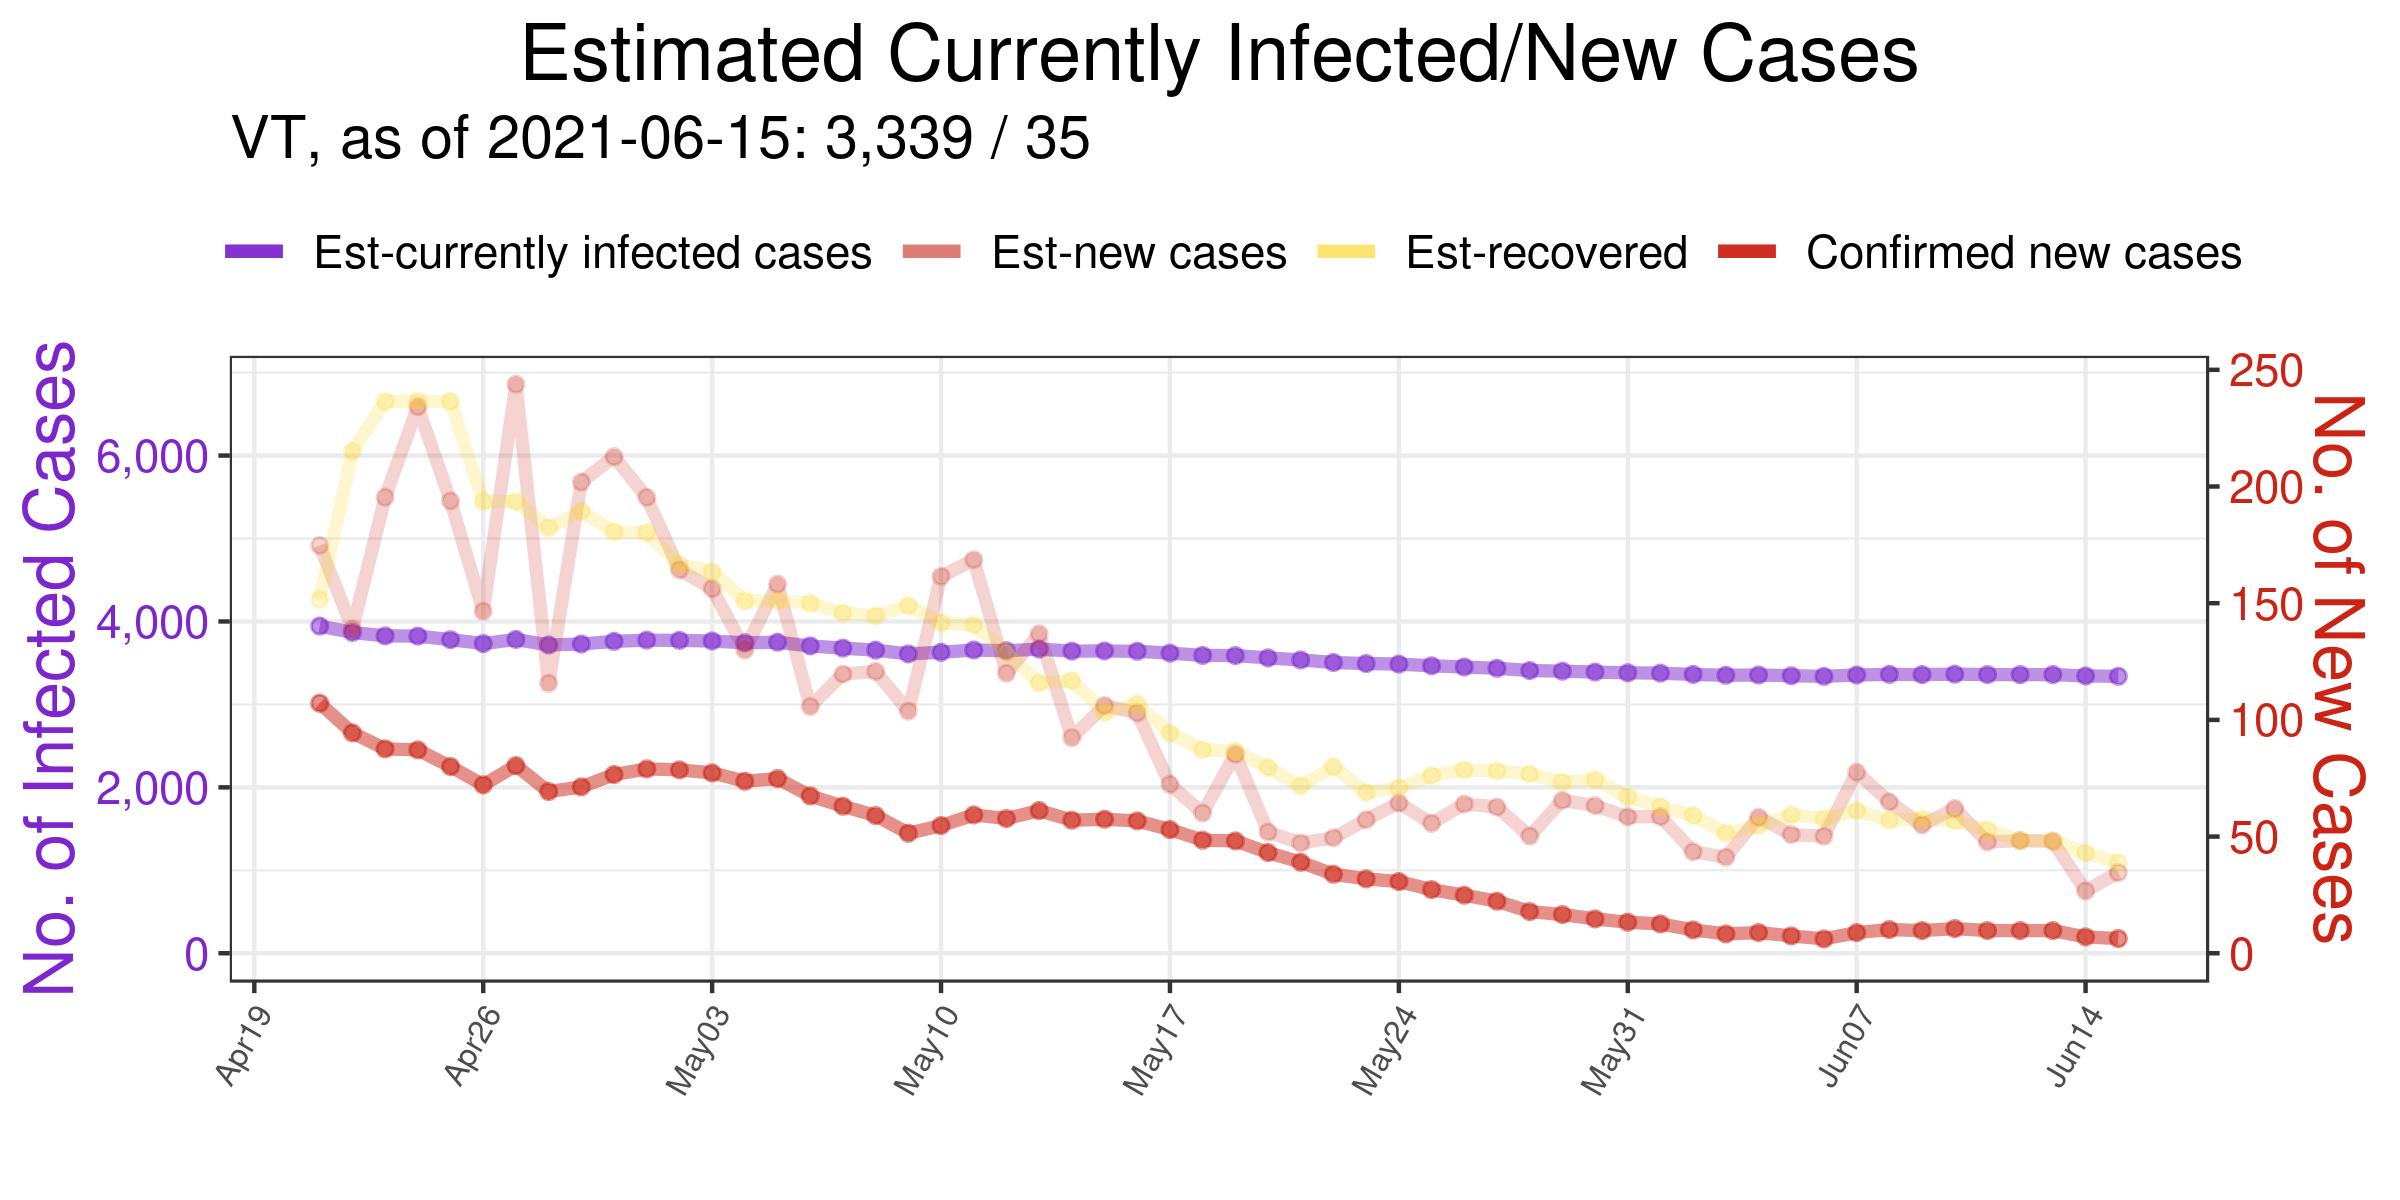 Estimated Currently Infected/New Cases
VT, as of 2021-06-15: 3,339 / 35
Est-currently infected cases Est-new cases Est-recovered Confirmed new cases
No. of Infected Cases
6,000
4,000
2,000
0
250
200
150
100
50
0
No. of New Cases
Apr19 Apr26 May03 May10 May17 May24 May31 Jun07 Jun14